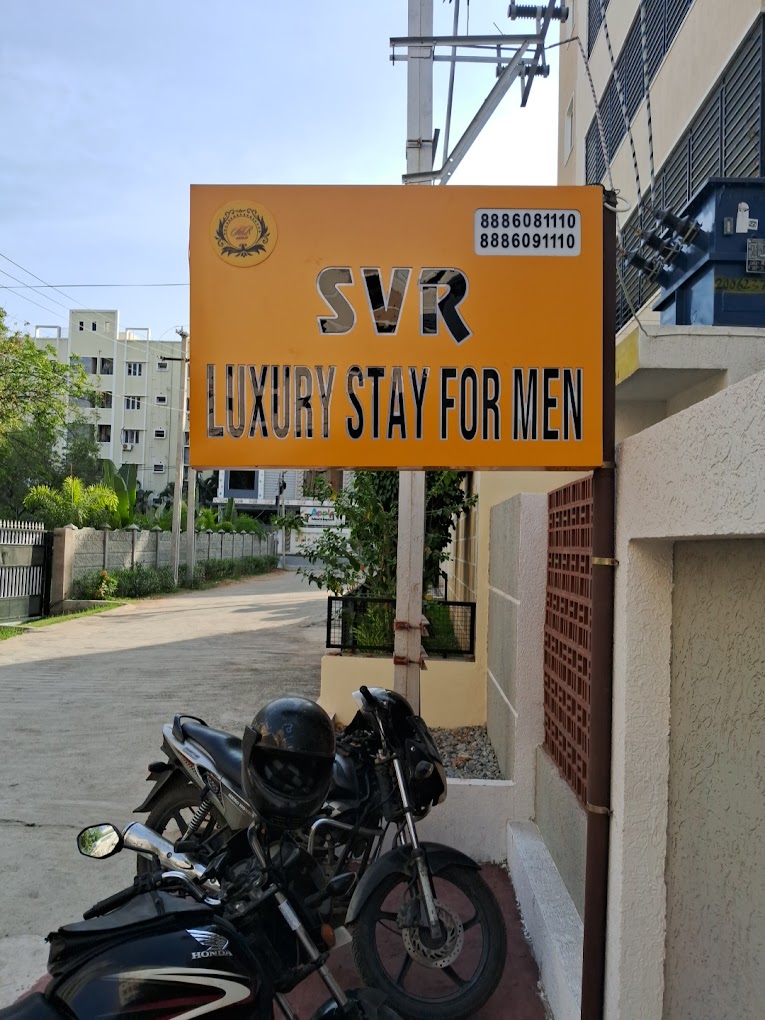 8886081110
8886091110
SVR
LUXURY STAY FOR MEN
HONDA